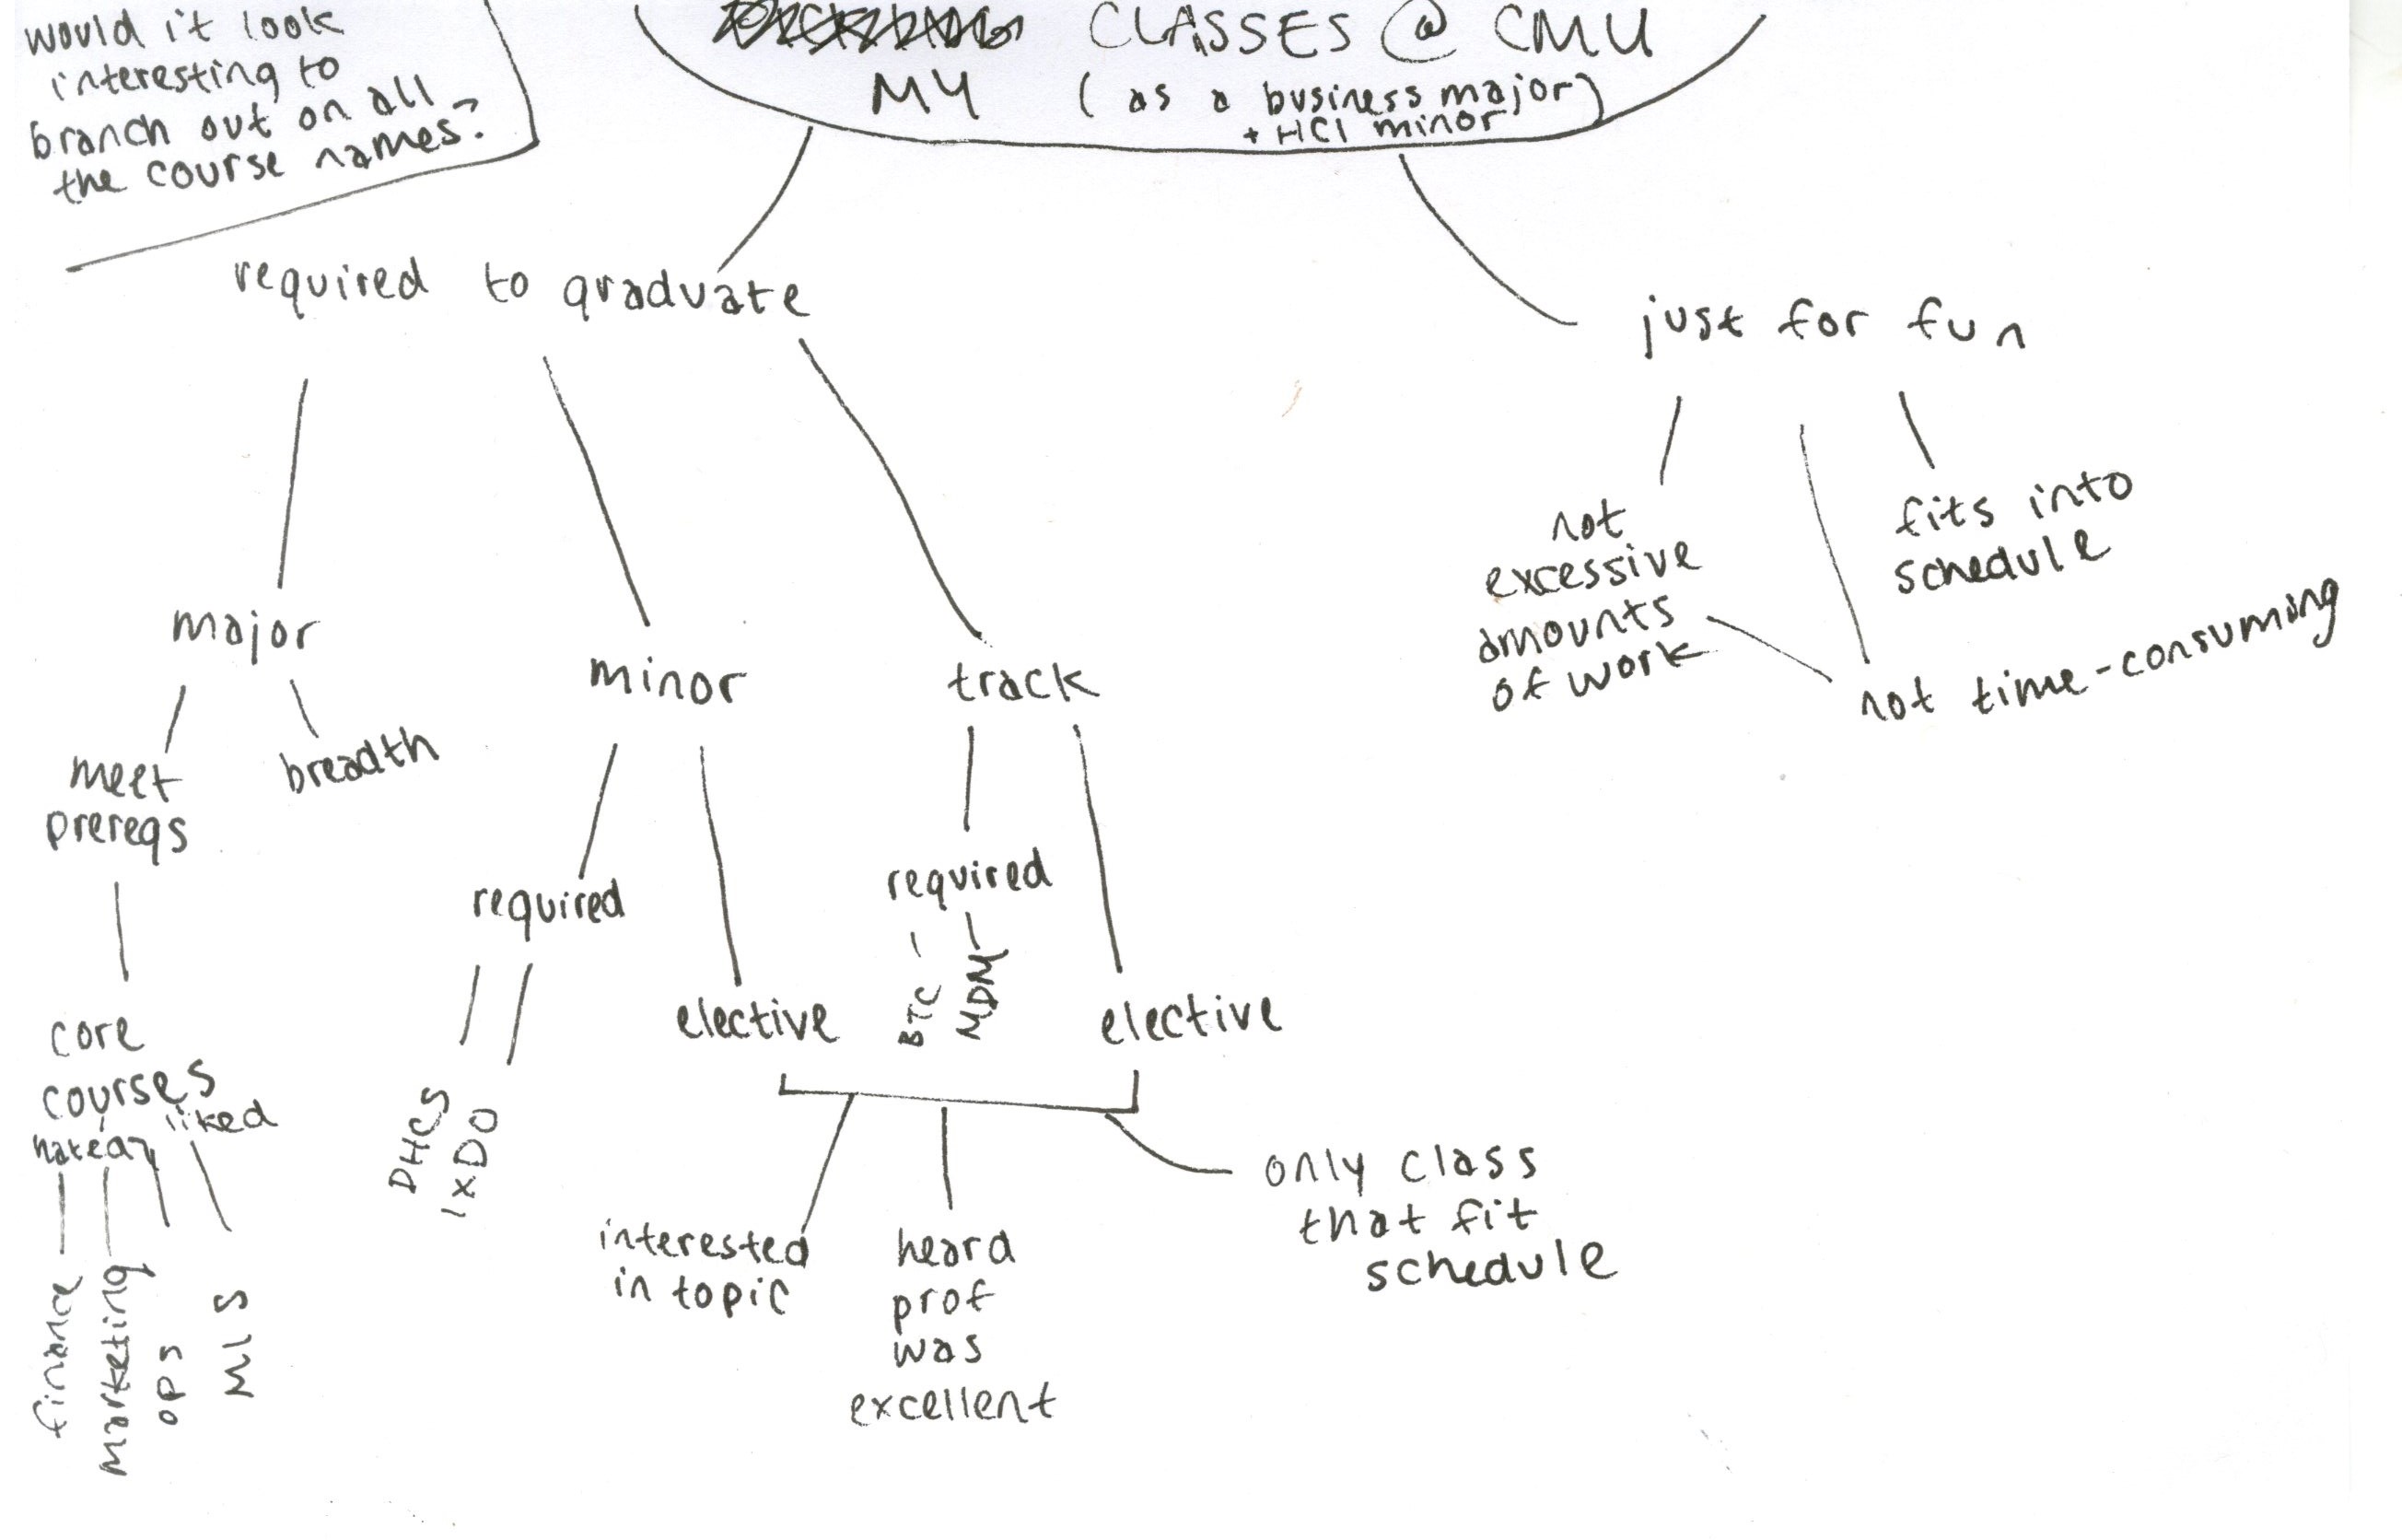 would it look
interesting to
branch out on all
the course names?
CLASSES @ CMU
MY (as a business major)
+ HCI minor
required to graduate
just for fun
not
excessive
amounts
of work
fits into
schedule
not time-consuming
major
minor
track
meet
prereqs
breadth
required
elective
required
BTC
MDM
elective
core
courses
hated
liked
finance
marketing
ops
MIS
DHCS
IxDO
interested
in topic
heard
prof
was
excellent
only class
that fit
schedule